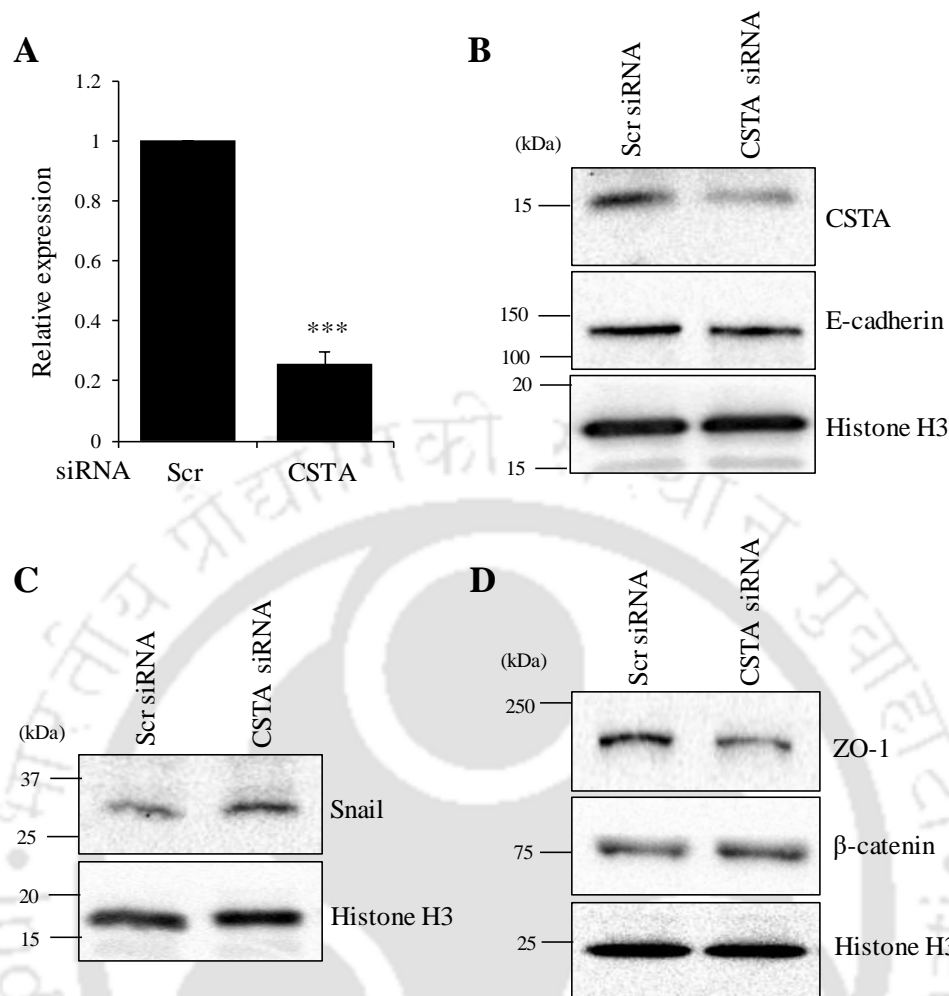 A
1.2
1
0.8
0.6
0.4
0.2
0
Relative expression
***
siRNA Scr CSTA
B
Scr siRNA
CSTA siRNA
(kDa)
15
CSTA
150
100
E-cadherin
20
15
Histone H3
C
Scr siRNA
CSTA siRNA
(kDa)
37
25
Snail
20
15
Histone H3
D
Scr siRNA
CSTA siRNA
(kDa)
250
ZO-1
75
β-catenin
25
Histone H3